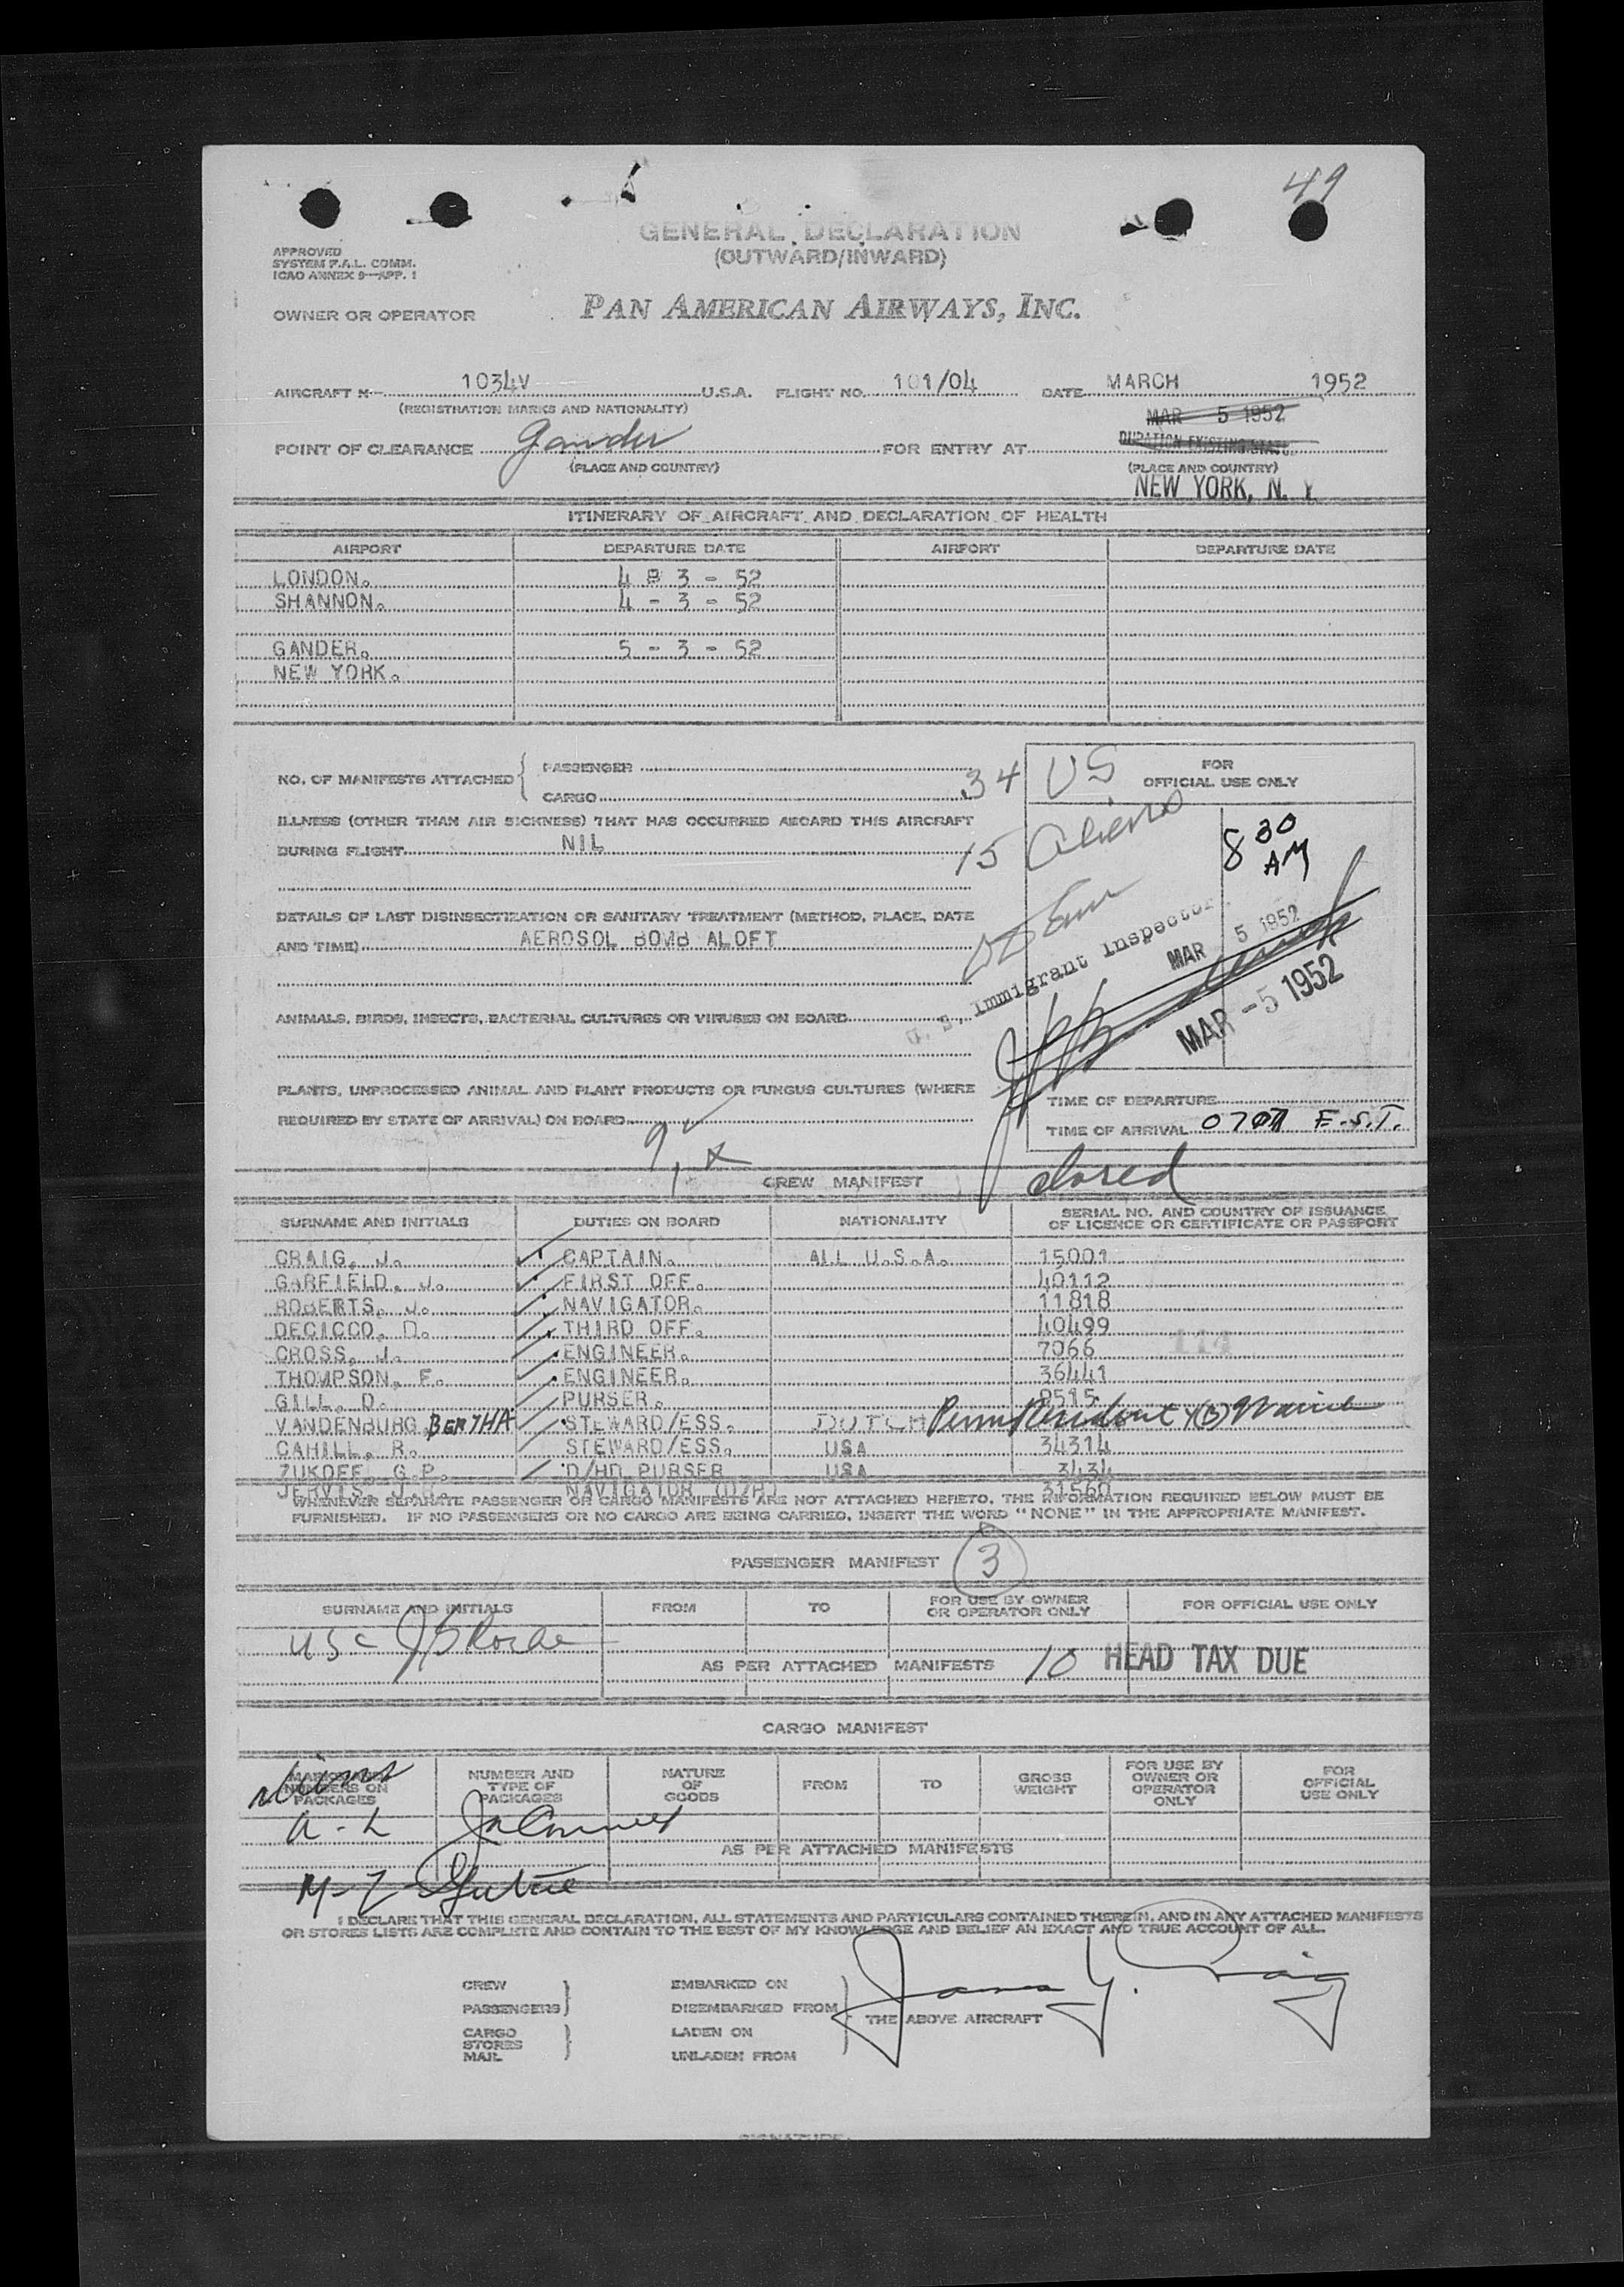 49
GENERAL DECLARATION
(OUTWARD/INWARD)
APPROVED
SYSTEM F.A.L. COMM.
ICAO ANNEX 9—APP. 1
OWNER OR OPERATOR PAN AMERICAN AIRWAYS, INC.
AIRCRAFT N— 1034V U.S.A. FLIGHT NO. 101/04 DATE MARCH 1952
(REGISTRATION MARKS AND NATIONALITY)
MAR 5 1952
POINT OF CLEARANCE Gander FOR ENTRY AT
(PLACE AND COUNTRY) (PLACE AND COUNTRY)
NEW YORK, N. Y.
ITINERARY OF AIRCRAFT AND DECLARATION OF HEALTH
AIRPORT DEPARTURE DATE AIRPORT DEPARTURE DATE
LONDON. 4 - 3 - 52
SHANNON. 4 - 3 - 52
GANDER. 5 - 3 - 52
NEW YORK.
NO. OF MANIFESTS ATTACHED { PASSENGER
CARGO
34 US
15 Aliens
FOR
OFFICIAL USE ONLY
8 30
AM
ILLNESS (OTHER THAN AIR SICKNESS) THAT HAS OCCURRED ABOARD THIS AIRCRAFT
DURING FLIGHT NIL
DETAILS OF LAST DISINSECTIZATION OR SANITARY TREATMENT (METHOD, PLACE, DATE
AND TIME) AEROSOL BOMB ALOFT
U. S. Immigrant Inspector
MAR 5 1952
MAR -5 1952
ANIMALS, BIRDS, INSECTS, BACTERIAL CULTURES OR VIRUSES ON BOARD
PLANTS, UNPROCESSED ANIMAL AND PLANT PRODUCTS OR FUNGUS CULTURES (WHERE
REQUIRED BY STATE OF ARRIVAL) ON BOARD
TIME OF DEPARTURE
TIME OF ARRIVAL 0707 E.S.T.
CREW MANIFEST
SURNAME AND INITIALS DUTIES ON BOARD NATIONALITY SERIAL NO. AND COUNTRY OF ISSUANCE
OF LICENCE OR CERTIFICATE OR PASSPORT
CRAIG, J. CAPTAIN. ALL U.S.A. 15001
GARFIELD, J. FIRST OFF. 40112
ROBERTS, J. NAVIGATOR. 11818
DECICCO, D. THIRD OFF. 40499
CROSS, J. ENGINEER. 7066
THOMPSON, F. ENGINEER. 36441
GILL, D. PURSER. 9515
VANDENBURG, BERTHA STEWARD/ESS. DUTCH Perm Resident
CAHILL, R. STEWARD/ESS. USA 34314
ZUKOFF, G.P. D/HD PURSER USA 3434
JERVIS, J.R. NAVIGATOR (D/H) 31560
WHENEVER SEPARATE PASSENGER OR CARGO MANIFESTS ARE NOT ATTACHED HERETO, THE INFORMATION REQUIRED BELOW MUST BE
FURNISHED. IF NO PASSENGERS OR NO CARGO ARE BEING CARRIED, INSERT THE WORD "NONE" IN THE APPROPRIATE MANIFEST.
PASSENGER MANIFEST 3
SURNAME AND INITIALS FROM TO FOR USE BY OWNER
OR OPERATOR ONLY FOR OFFICIAL USE ONLY
USC
AS PER ATTACHED MANIFESTS 10 HEAD TAX DUE
CARGO MANIFEST
Aliens
MARKS AND
NUMBERS ON
PACKAGES NUMBER AND
TYPE OF
PACKAGES NATURE
OF
GOODS FROM TO GROSS
WEIGHT FOR USE BY
OWNER OR
OPERATOR
ONLY FOR
OFFICIAL
USE ONLY
A-L
AS PER ATTACHED MANIFESTS
M-Z
I DECLARE THAT THIS GENERAL DECLARATION, ALL STATEMENTS AND PARTICULARS CONTAINED THEREIN, AND IN ANY ATTACHED MANIFESTS
OR STORES LISTS ARE COMPLETE AND CONTAIN TO THE BEST OF MY KNOWLEDGE AND BELIEF AN EXACT AND TRUE ACCOUNT OF ALL.
CREW EMBARKED ON
PASSENGERS DISEMBARKED FROM
James J. Craig
THE ABOVE AIRCRAFT
CARGO LADEN ON
STORES
MAIL UNLADEN FROM